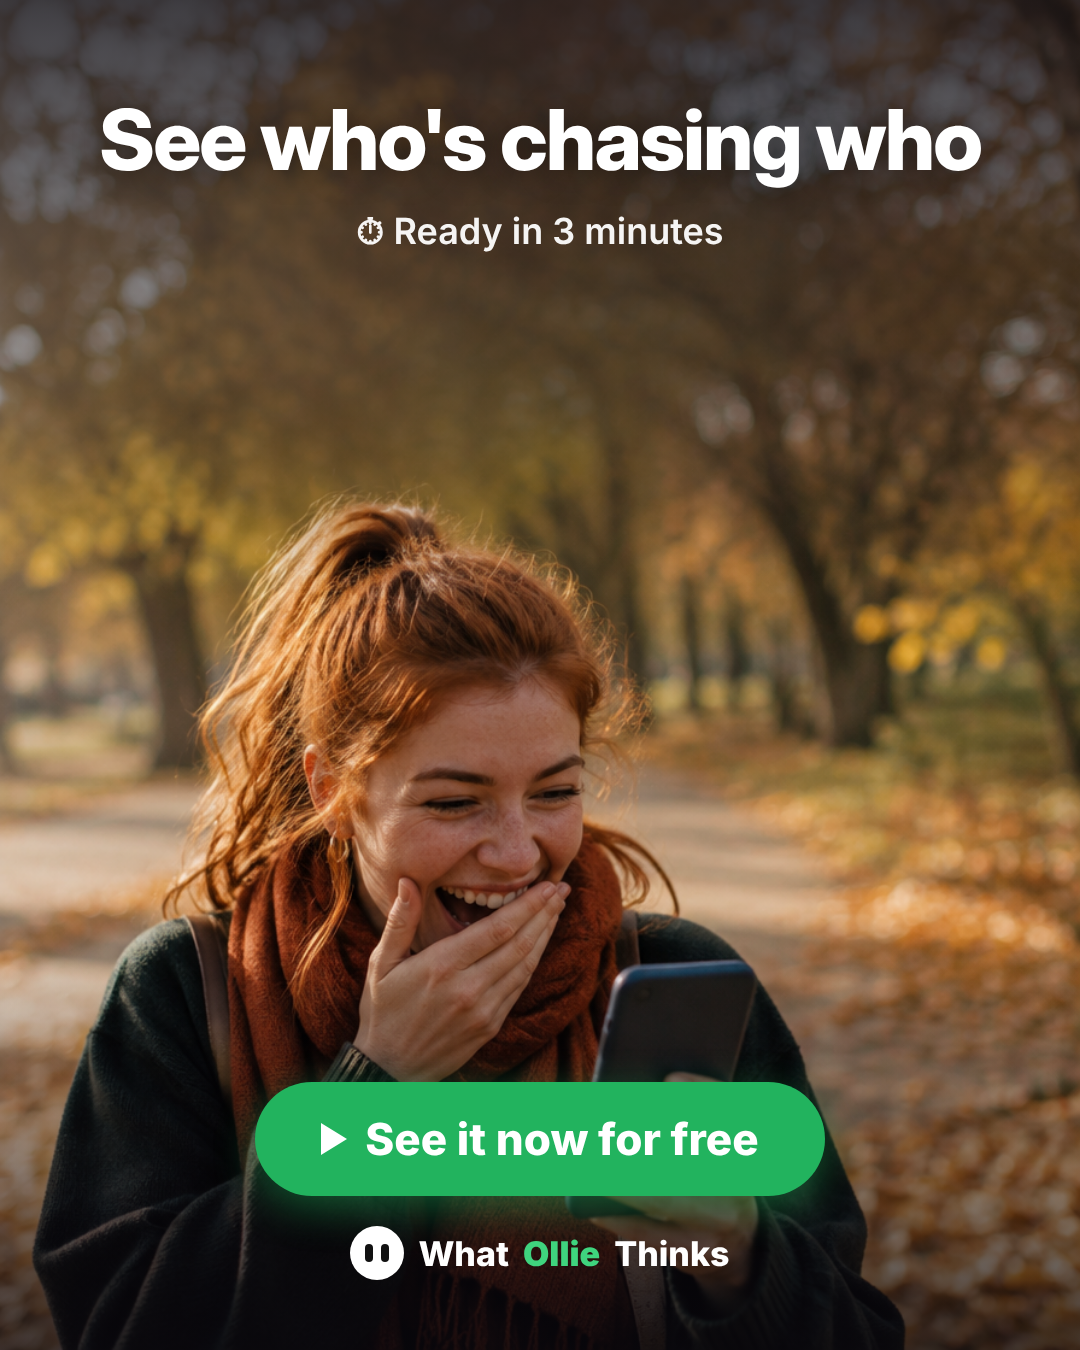 See who's chasing who
⏱ Ready in 3 minutes
▶ See it now for free
What Ollie Thinks